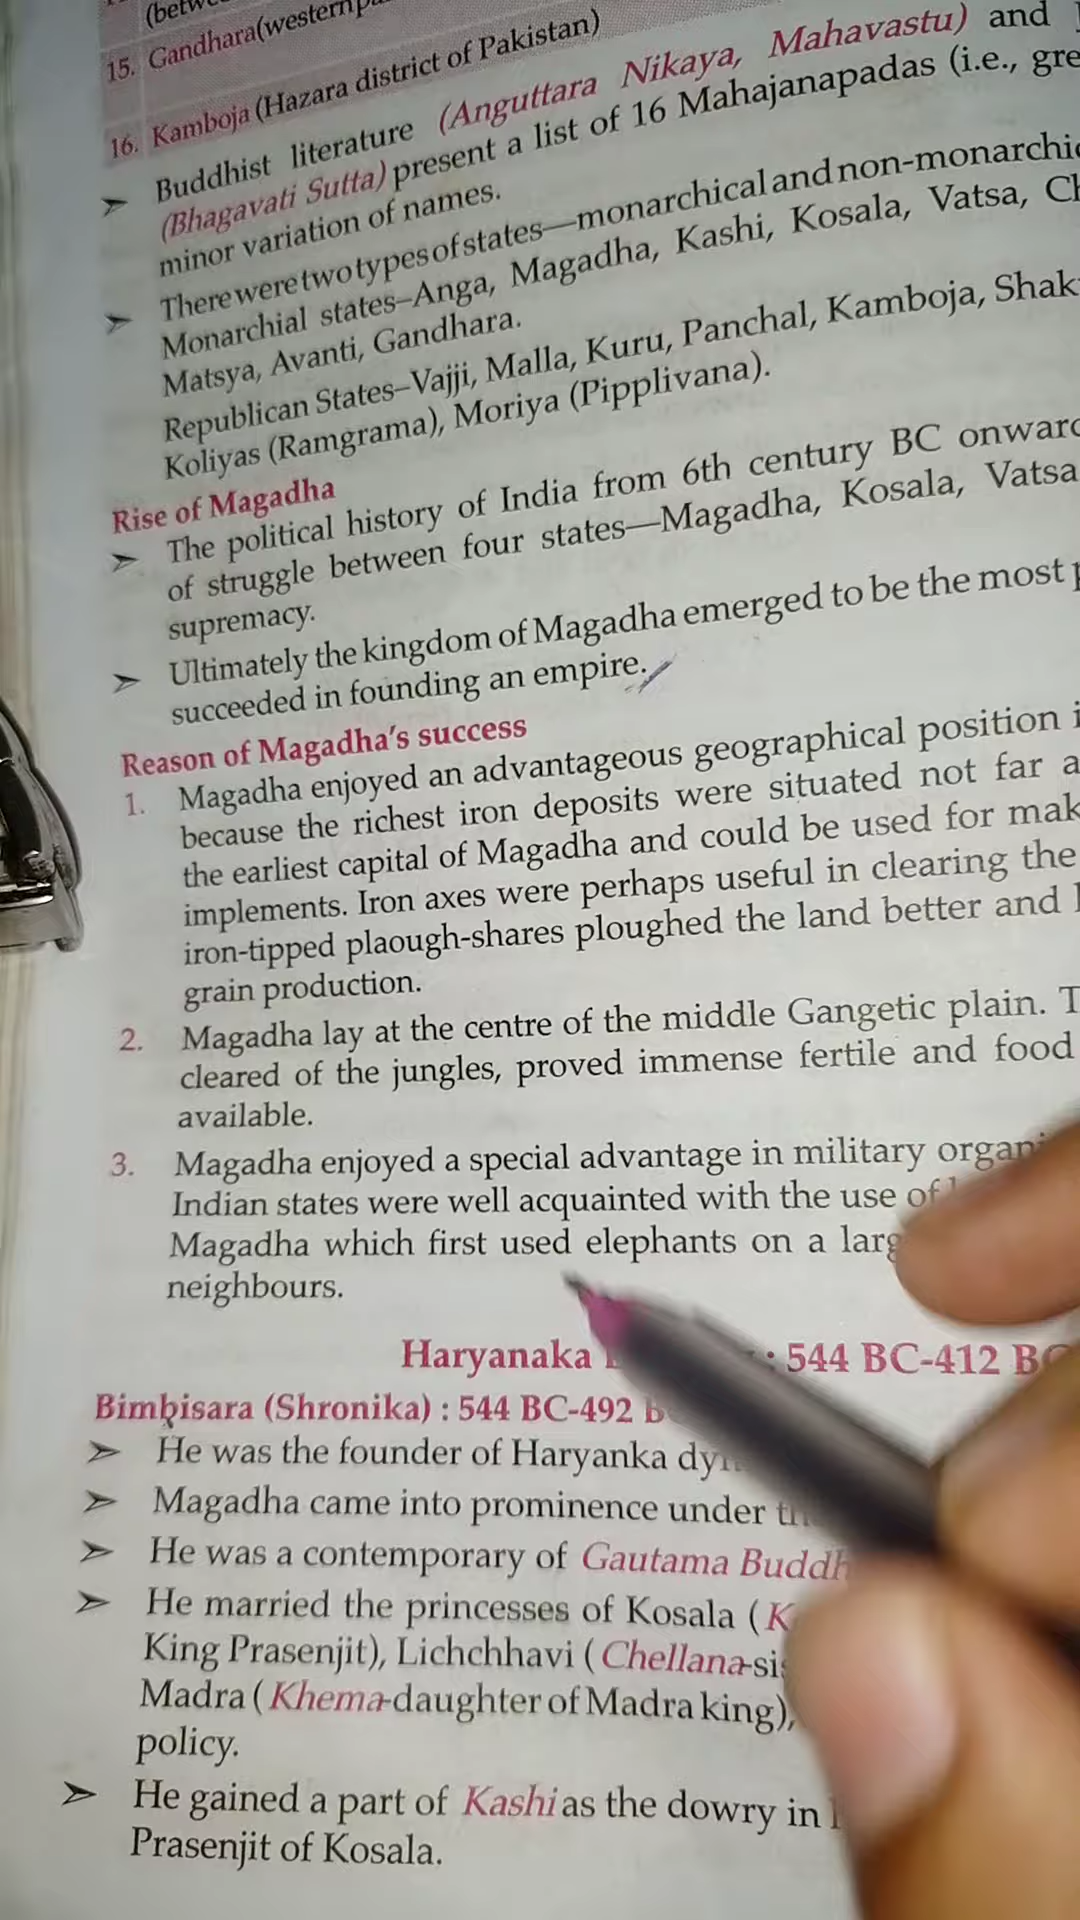 15. Gandhara(western
16. Kamboja (Hazara district of Pakistan)
➢ Buddhist literature (Anguttara Nikaya, Mahavastu) and
(Bhagavati Sutta) present a list of 16 Mahajanapadas (i.e., gre
minor variation of names.
➢ There were two types of states—monarchical and non-monarchic
Monarchial states–Anga, Magadha, Kashi, Kosala, Vatsa, Ch
Matsya, Avanti, Gandhara.
Republican States–Vajji, Malla, Kuru, Panchal, Kamboja, Shak
Koliyas (Ramgrama), Moriya (Pipplivana).
Rise of Magadha
➢ The political history of India from 6th century BC onward
of struggle between four states—Magadha, Kosala, Vatsa
supremacy.
➢ Ultimately the kingdom of Magadha emerged to be the most p
succeeded in founding an empire.
Reason of Magadha's success
1. Magadha enjoyed an advantageous geographical position i
because the richest iron deposits were situated not far a
the earliest capital of Magadha and could be used for mak
implements. Iron axes were perhaps useful in clearing the
iron-tipped plaough-shares ploughed the land better and
grain production.
2. Magadha lay at the centre of the middle Gangetic plain. T
cleared of the jungles, proved immense fertile and food
available.
3. Magadha enjoyed a special advantage in military organi
Indian states were well acquainted with the use of
Magadha which first used elephants on a larg
neighbours.
Haryanaka : 544 BC-412 BC
Bimbisara (Shronika) : 544 BC-492 B
➢ He was the founder of Haryanka dyn
➢ Magadha came into prominence under
➢ He was a contemporary of Gautama Buddh
➢ He married the princesses of Kosala (K
King Prasenjit), Lichchhavi (Chellana-sis
Madra (Khema-daughter of Madra king),
policy.
➢ He gained a part of Kashi as the dowry in
Prasenjit of Kosala.